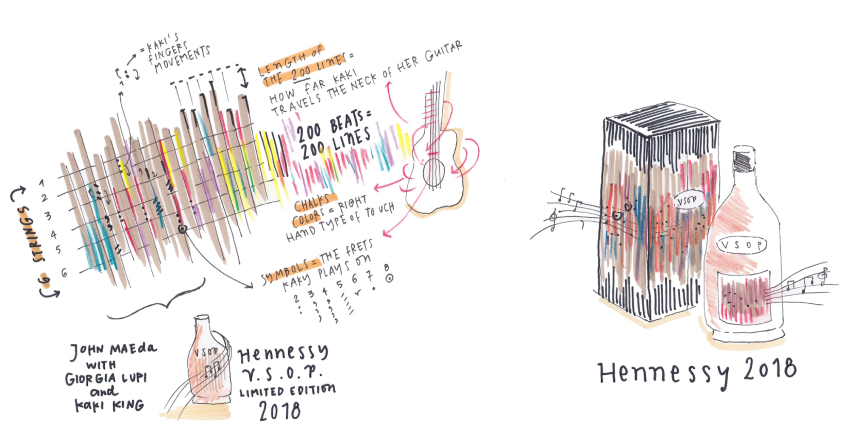 = KAKI'S
FINGERS
MOVEMENTS
LENGTH of
THE 200 LINES =
HOW FAR KAKI
TRAVELS THE NECK OF HER GUITAR
200 BEATS =
200 LINES
1
2
3
4
5
6
6 STRINGS
CHALFS
COLORS = RIGHT
HAND TYPE OF TOUCH
SYMBOLS = THE FRETS
KAKY PLAYS ON
2 3 4 5 6 7 8
JOHN MAEDA
WITH
GIORGIA LUPI
and
KAKI KING
VSOP
Hennessy
V.S.O.P.
LIMITED EDITION
2018
VSOP
VSOP
Hennessy 2018